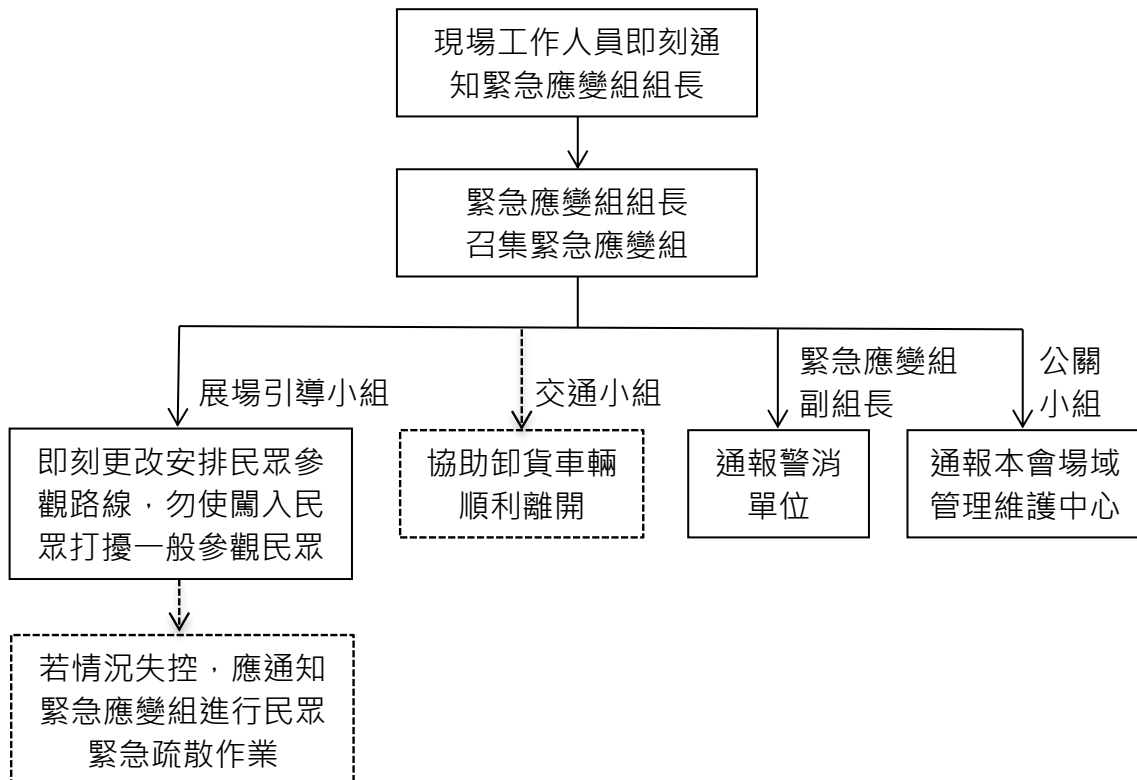 現場工作人員即刻通
知緊急應變組組長
緊急應變組組長
召集緊急應變組
展場引導小組
交通小組
緊急應變組
副組長
公關
小組
即刻更改安排民眾參
觀路線，勿使闖入民
眾打擾一般參觀民眾
協助卸貨車輛
順利離開
通報警消
單位
通報本會場域
管理維護中心
若情況失控，應通知
緊急應變組進行民眾
緊急疏散作業